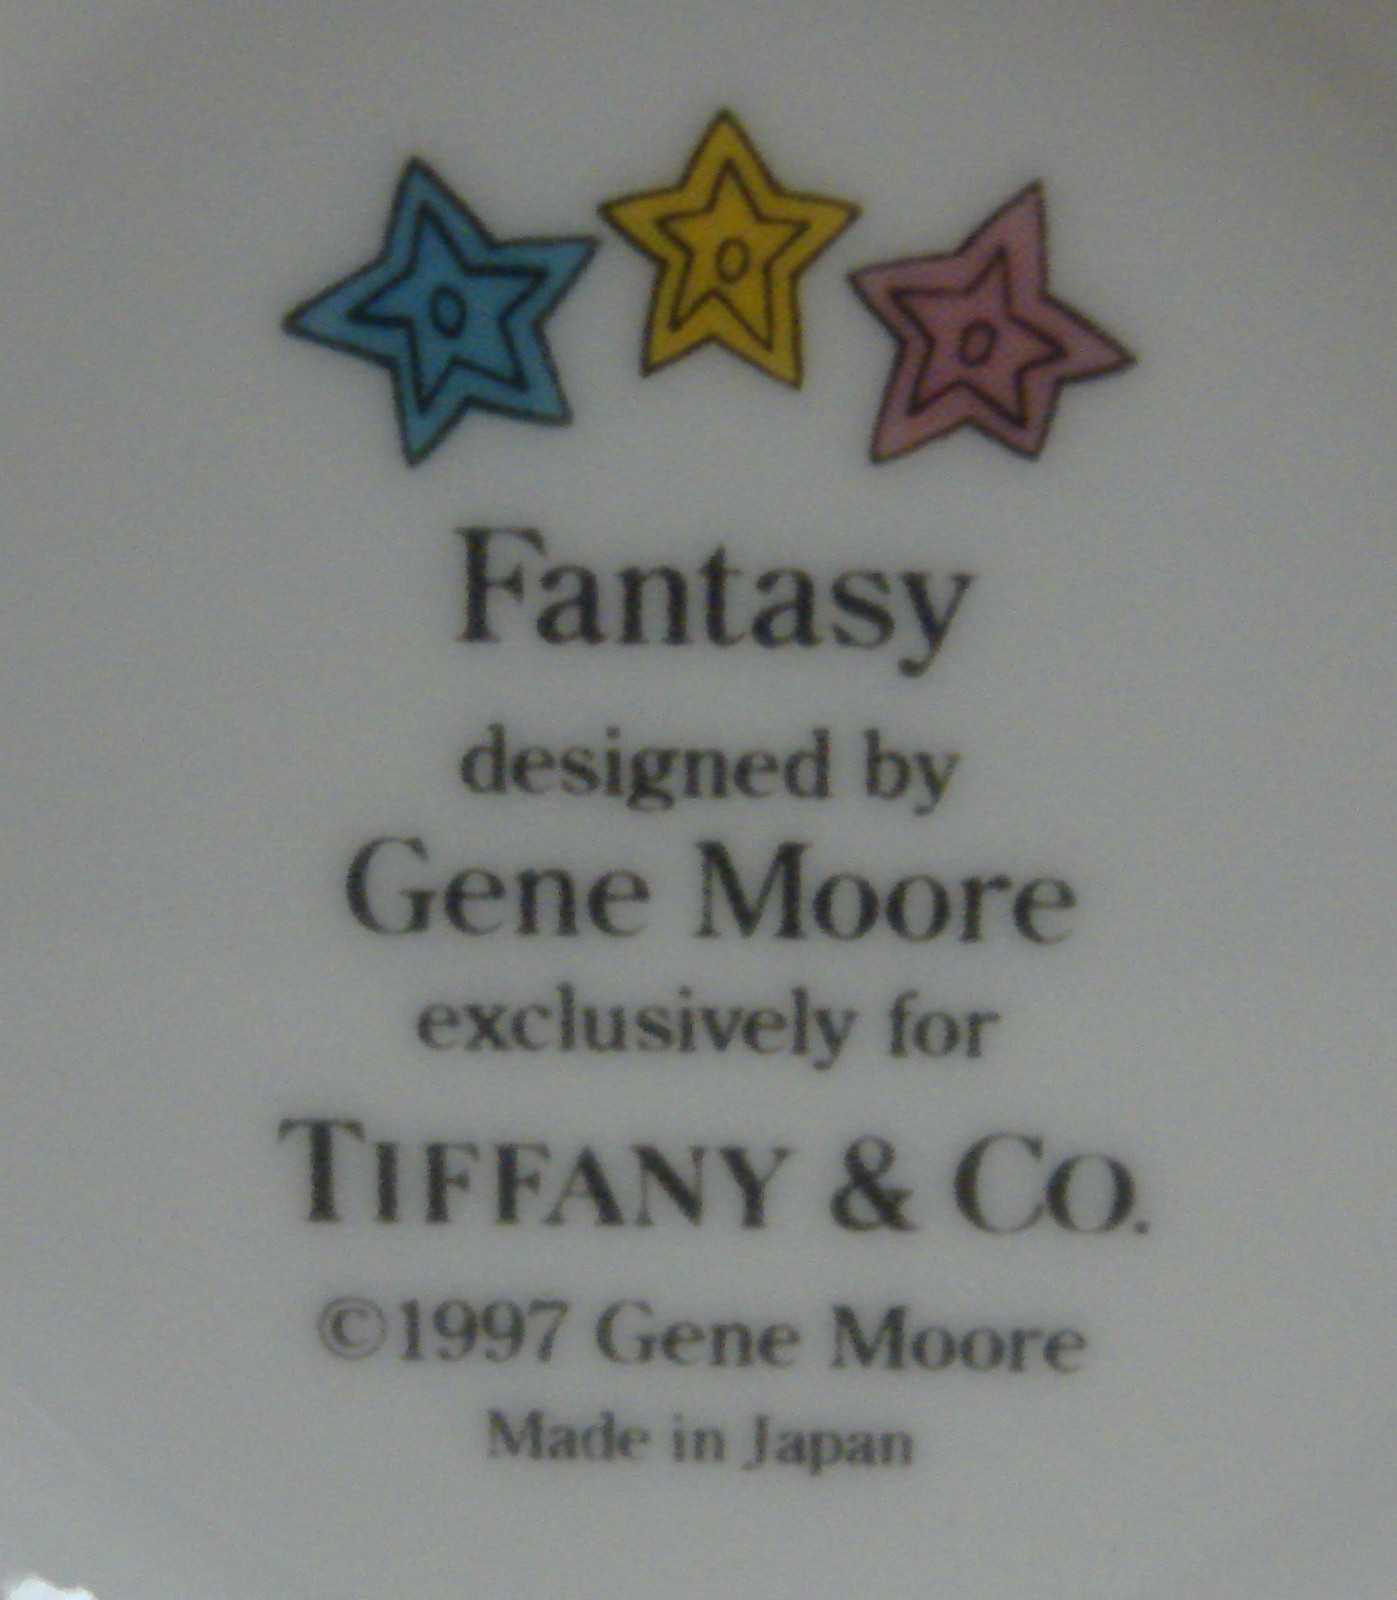 Fantasy
designed by
Gene Moore
exclusively for
TIFFANY & CO.
©1997 Gene Moore
Made in Japan